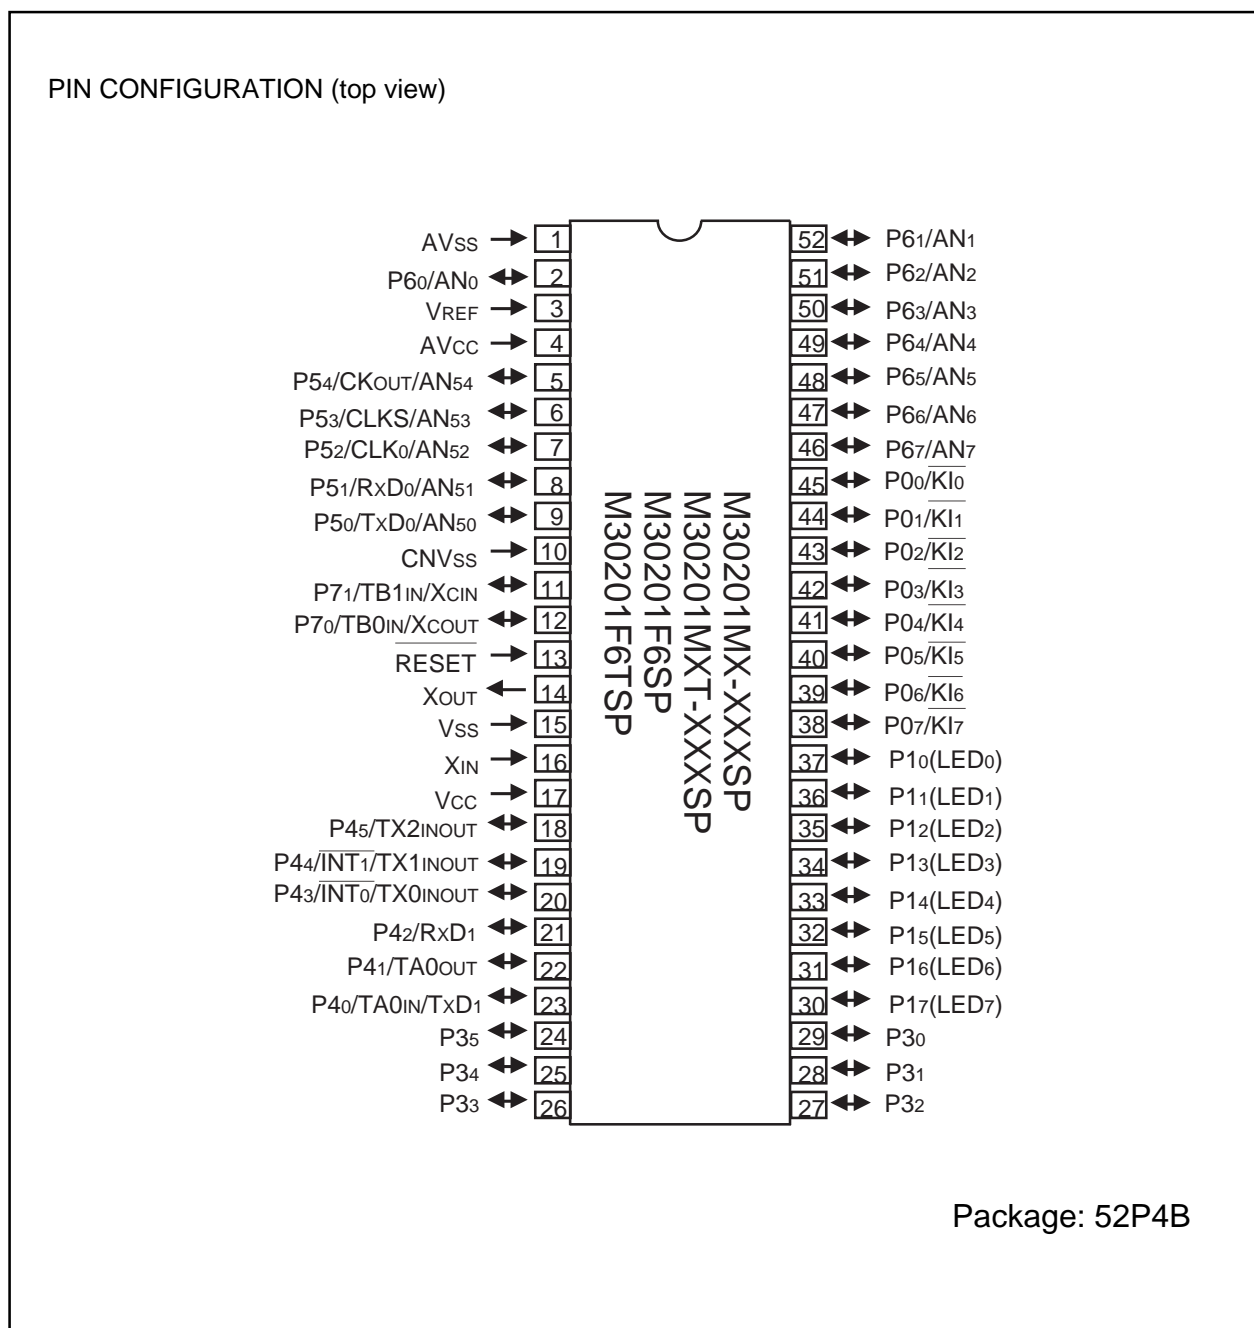 PIN CONFIGURATION (top view)
AVSS 1
P60/AN0 2
VREF 3
AVCC 4
P54/CKOUT/AN54 5
P53/CLKS/AN53 6
P52/CLK0/AN52 7
P51/RXD0/AN51 8
P50/TXD0/AN50 9
CNVSS 10
P71/TB1IN/XCIN 11
P70/TB0IN/XCOUT 12
RESET 13
XOUT 14
VSS 15
XIN 16
VCC 17
P45/TX2INOUT 18
P44/INT1/TX1INOUT 19
P43/INT0/TX0INOUT 20
P42/RXD1 21
P41/TA0OUT 22
P40/TA0IN/TXD1 23
P35 24
P34 25
P33 26
M30201MX-XXXSP
M30201MXT-XXXSP
M30201F6SP
M30201F6TSP
52 P61/AN1
51 P62/AN2
50 P63/AN3
49 P64/AN4
48 P65/AN5
47 P66/AN6
46 P67/AN7
45 P00/KI0
44 P01/KI1
43 P02/KI2
42 P03/KI3
41 P04/KI4
40 P05/KI5
39 P06/KI6
38 P07/KI7
37 P10(LED0)
36 P11(LED1)
35 P12(LED2)
34 P13(LED3)
33 P14(LED4)
32 P15(LED5)
31 P16(LED6)
30 P17(LED7)
29 P30
28 P31
27 P32
Package: 52P4B